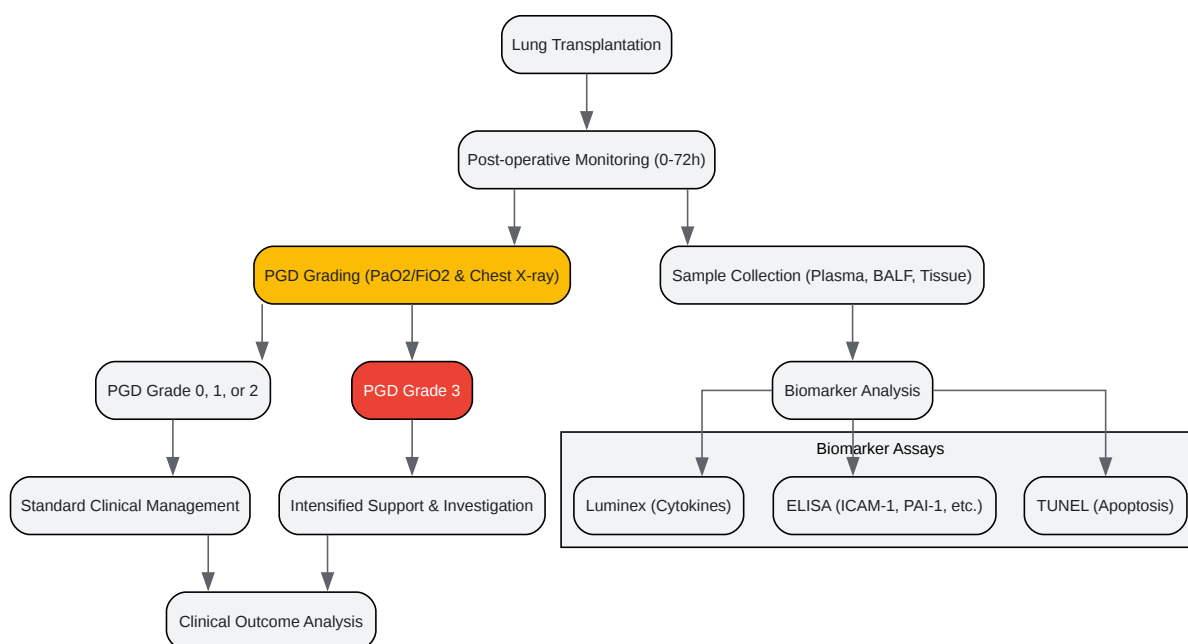 Lung Transplantation
Post-operative Monitoring (0-72h)
PGD Grading (PaO2/FiO2 & Chest X-ray)
Sample Collection (Plasma, BALF, Tissue)
PGD Grade 0, 1, or 2
PGD Grade 3
Biomarker Analysis
Biomarker Assays
Standard Clinical Management
Intensified Support & Investigation
Luminex (Cytokines)
ELISA (ICAM-1, PAI-1, etc.)
TUNEL (Apoptosis)
Clinical Outcome Analysis